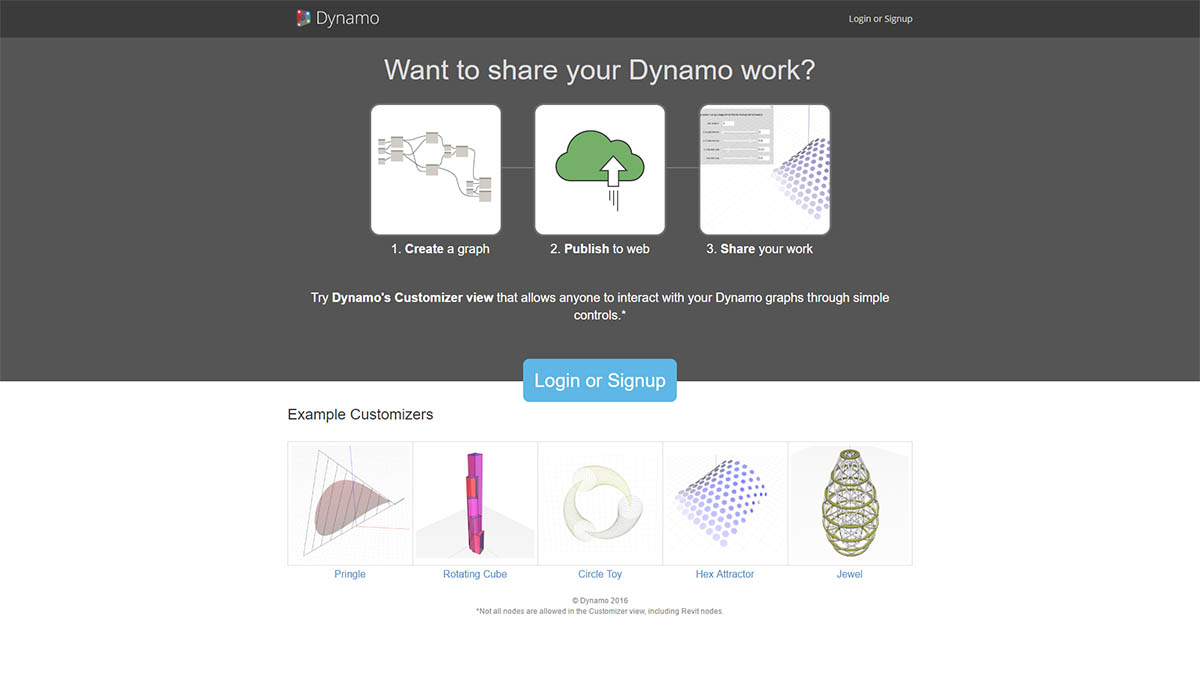 Dynamo
Login or Signup
Want to share your Dynamo work?
1. Create a graph
2. Publish to web
3. Share your work
Try Dynamo's Customizer view that allows anyone to interact with your Dynamo graphs through simple
controls.*
Login or Signup
Example Customizers
Pringle
Rotating Cube
Circle Toy
Hex Attractor
Jewel
© Dynamo 2016
*Not all nodes are allowed in the Customizer view, including Revit nodes.